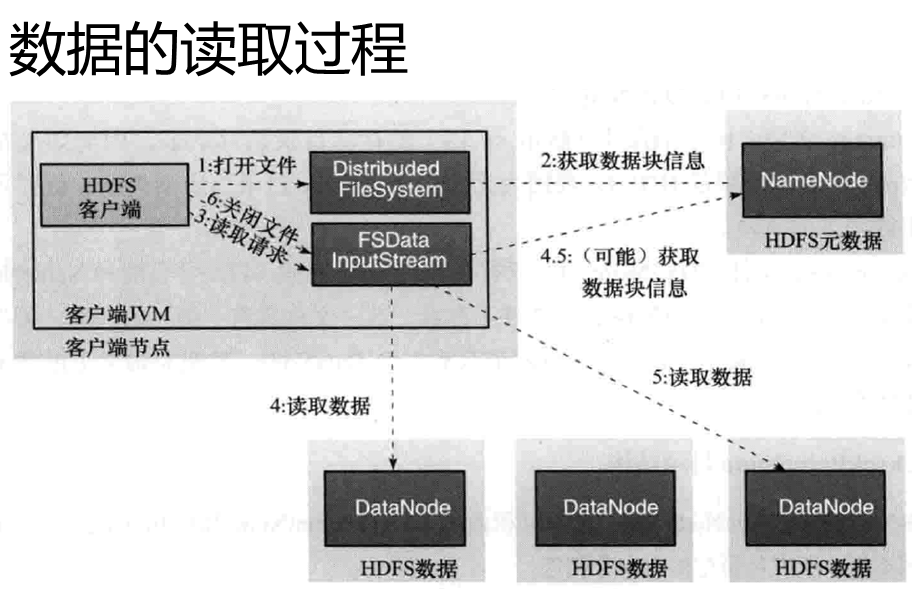 数据的读取过程
HDFS
客户端
1:打开文件
6:关闭文件
3:读取请求
Distribuded
FileSystem
FSData
InputStream
客户端JVM
客户端节点
2:获取数据块信息
NameNode
HDFS元数据
4.5:（可能）获取
数据块信息
4:读取数据
5:读取数据
DataNode
HDFS数据
DataNode
HDFS数据
DataNode
HDFS数据